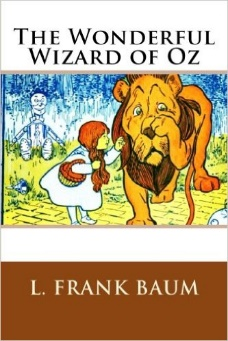 The Wonderful
Wizard of Oz
L. Frank Baum